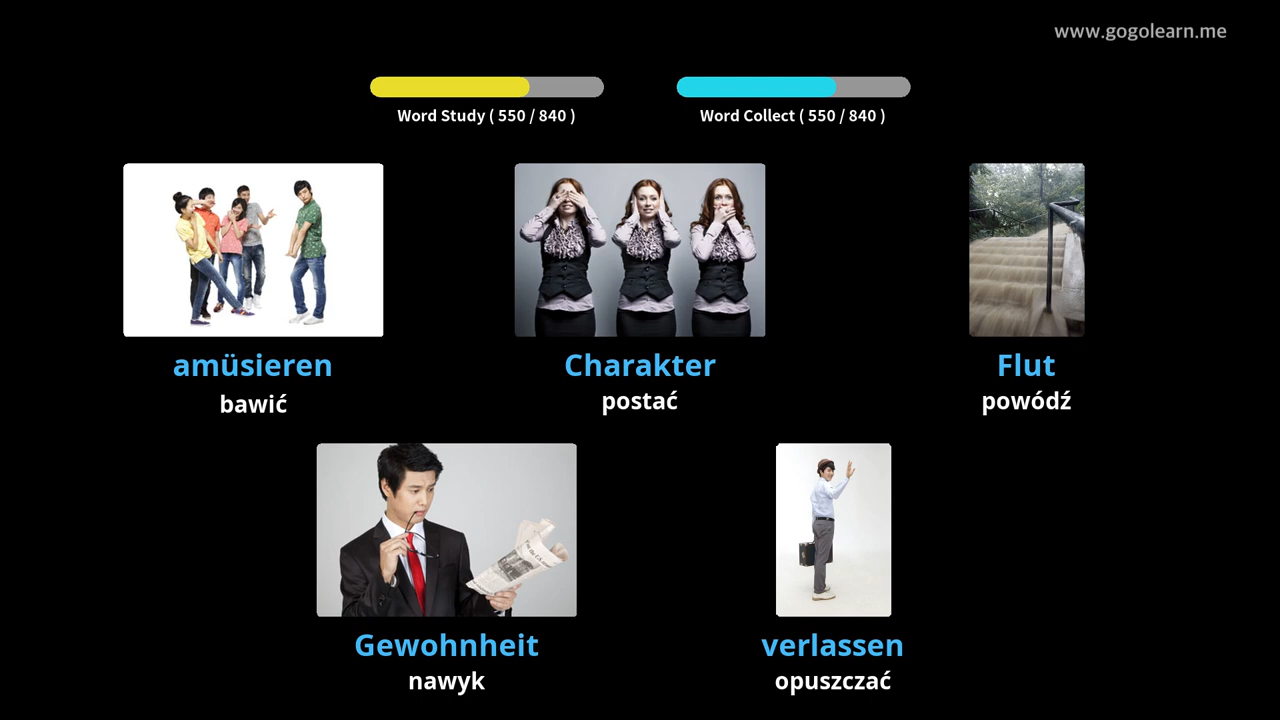 www.gogolearn.me
Word Study ( 550 / 840 )
Word Collect ( 550 / 840 )
amüsieren
bawić
Charakter
postać
Flut
powódź
Gewohnheit
nawyk
verlassen
opuszczać